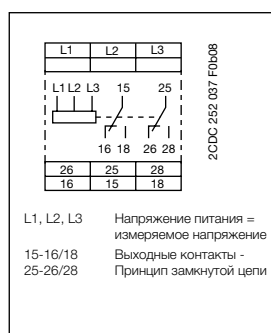 L1 L2 L3
L1 L2 L3 15 25
16 18 26 28
26 25 28
16 15 18
2CDC 252 037 F0b08
L1, L2, L3 Напряжение питания =
измеряемое напряжение
15-16/18 Выходные контакты -
25-26/28 Принцип замкнутой цепи